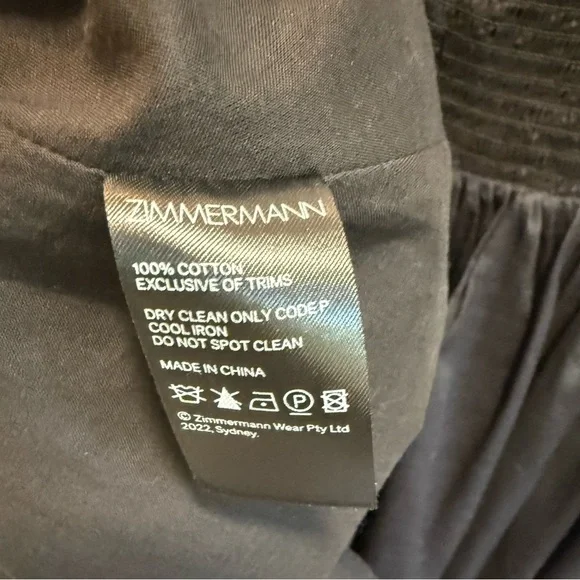 ZIMMERMANN
100% COTTON
EXCLUSIVE OF TRIMS
DRY CLEAN ONLY CODE P
COOL IRON
DO NOT SPOT CLEAN
MADE IN CHINA
P
© Zimmermann Wear Pty Ltd
2022, Sydney.